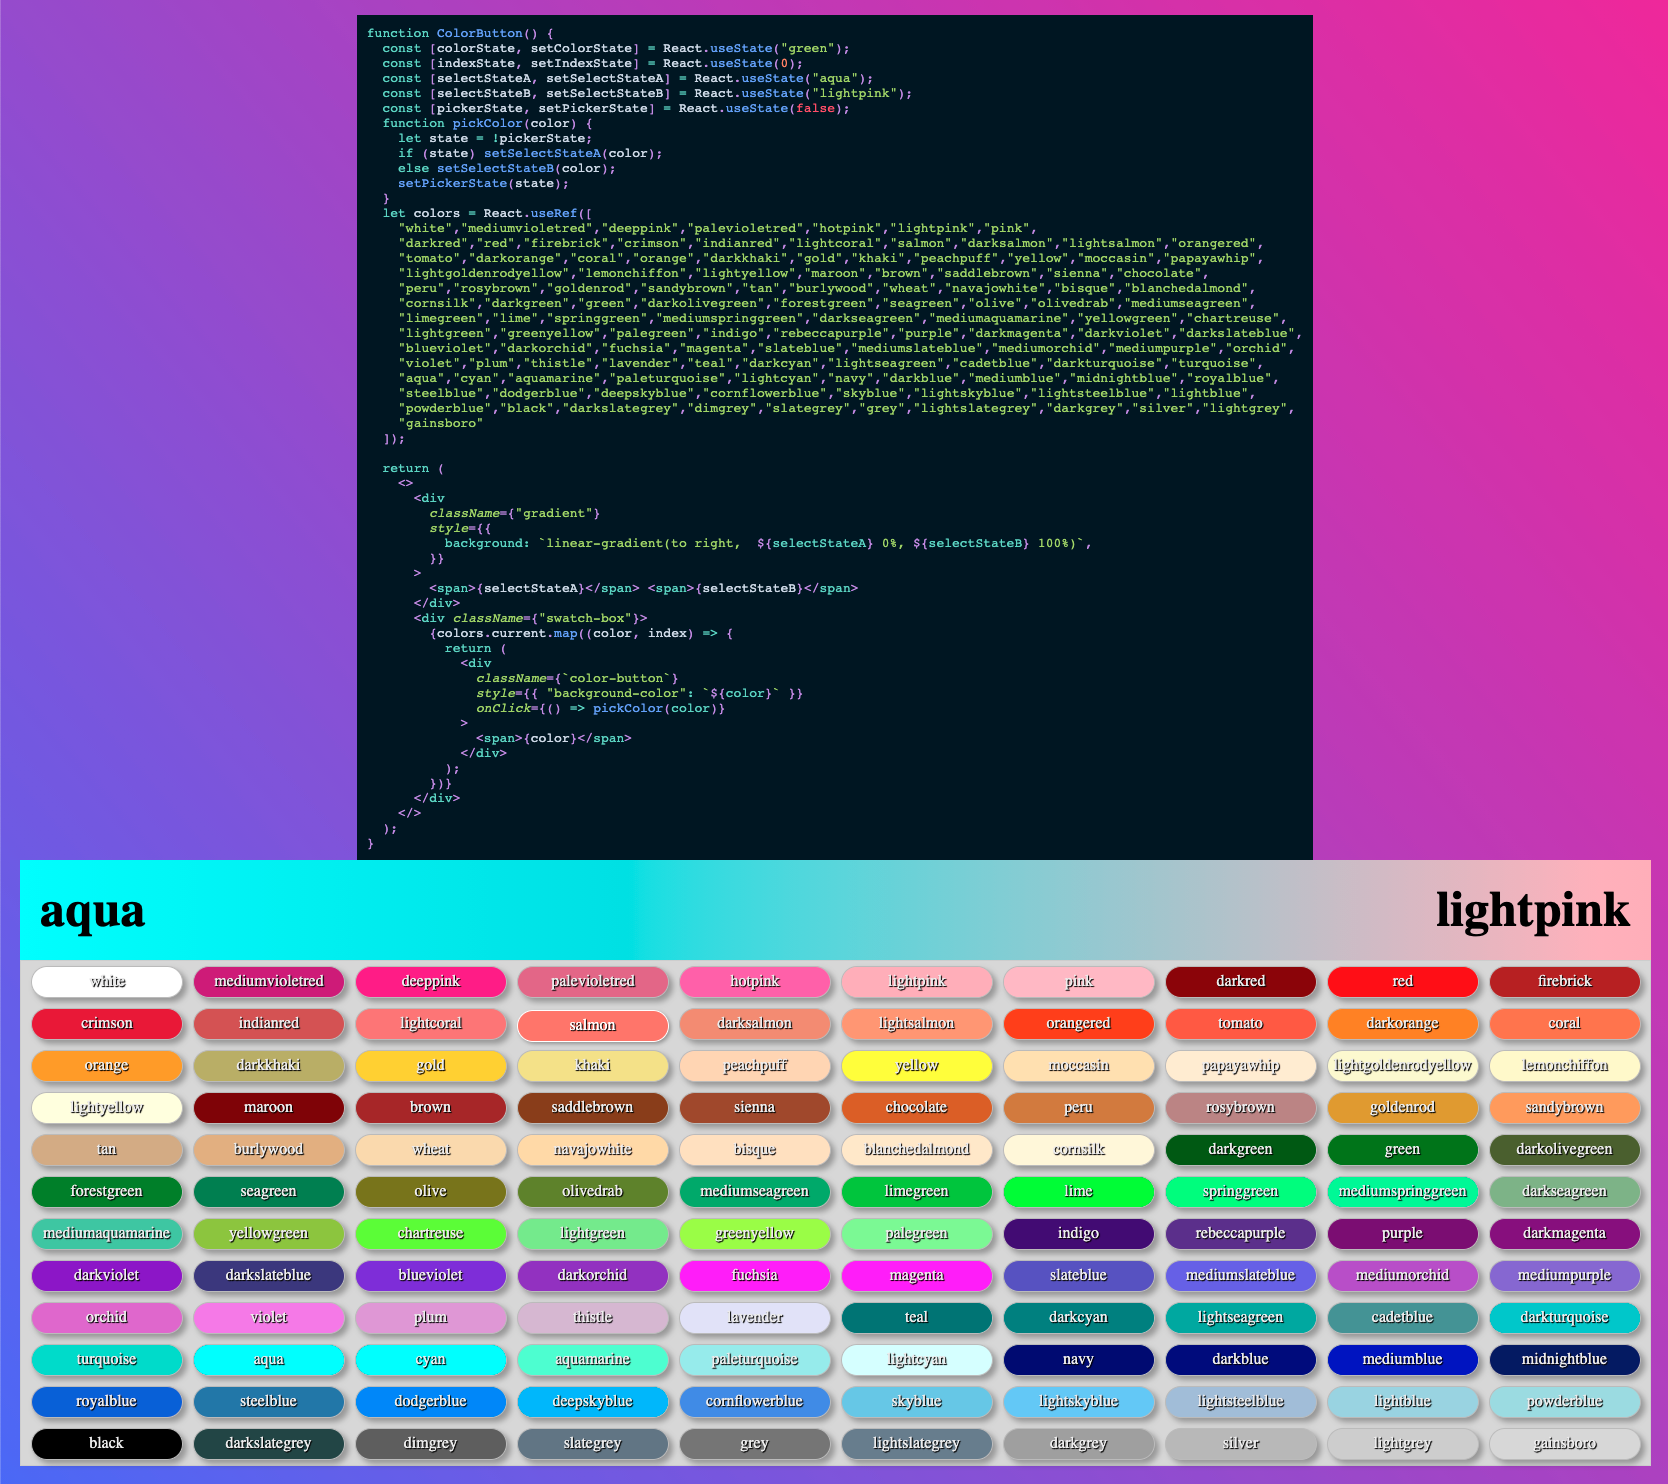 function ColorButton() {
  const [colorState, setColorState] = React.useState("green");
  const [indexState, setIndexState] = React.useState(0);
  const [selectStateA, setSelectStateA] = React.useState("aqua");
  const [selectStateB, setSelectStateB] = React.useState("lightpink");
  const [pickerState, setPickerState] = React.useState(false);
  function pickColor(color) {
    let state = !pickerState;
    if (state) setSelectStateA(color);
    else setSelectStateB(color);
    setPickerState(state);
  }
  let colors = React.useRef([
    "white","mediumvioletred","deeppink","palevioletred","hotpink","lightpink","pink",
    "darkred","red","firebrick","crimson","indianred","lightcoral","salmon","darksalmon","lightsalmon","orangered",
    "tomato","darkorange","coral","orange","darkkhaki","gold","khaki","peachpuff","yellow","moccasin","papayawhip",
    "lightgoldenrodyellow","lemonchiffon","lightyellow","maroon","brown","saddlebrown","sienna","chocolate",
    "peru","rosybrown","goldenrod","sandybrown","tan","burlywood","wheat","navajowhite","bisque","blanchedalmond",
    "cornsilk","darkgreen","green","darkolivegreen","forestgreen","seagreen","olive","olivedrab","mediumseagreen",
    "limegreen","lime","springgreen","mediumspringgreen","darkseagreen","mediumaquamarine","yellowgreen","chartreuse",
    "lightgreen","greenyellow","palegreen","indigo","rebeccapurple","purple","darkmagenta","darkviolet","darkslateblue",
    "blueviolet","darkorchid","fuchsia","magenta","slateblue","mediumslateblue","mediumorchid","mediumpurple","orchid",
    "violet","plum","thistle","lavender","teal","darkcyan","lightseagreen","cadetblue","darkturquoise","turquoise",
    "aqua","cyan","aquamarine","paleturquoise","lightcyan","navy","darkblue","mediumblue","midnightblue","royalblue",
    "steelblue","dodgerblue","deepskyblue","cornflowerblue","skyblue","lightskyblue","lightsteelblue","lightblue",
    "powderblue","black","darkslategrey","dimgrey","slategrey","grey","lightslategrey","darkgrey","silver","lightgrey",
    "gainsboro"
  ]);
  return (
    <>
      <div
        className={"gradient"}
        style={{
          background: `linear-gradient(to right,  ${selectStateA} 0%, ${selectStateB} 100%)`,
        }}
      >
        <span>{selectStateA}</span> <span>{selectStateB}</span>
      </div>
      <div className={"swatch-box"}>
        {colors.current.map((color, index) => {
          return (
            <div
              className={`color-button`}
              style={{ "background-color": `${color}` }}
              onClick={() => pickColor(color)}
            >
              <span>{color}</span>
            </div>
          );
        })}
      </div>
    </>
  );
}
aqua lightpink
white mediumvioletred deeppink palevioletred hotpink lightpink pink darkred red firebrick
crimson indianred lightcoral salmon darksalmon lightsalmon orangered tomato darkorange coral
orange darkkhaki gold khaki peachpuff yellow moccasin papayawhip lightgoldenrodyellow lemonchiffon
lightyellow maroon brown saddlebrown sienna chocolate peru rosybrown goldenrod sandybrown
tan burlywood wheat navajowhite bisque blanchedalmond cornsilk darkgreen green darkolivegreen
forestgreen seagreen olive olivedrab mediumseagreen limegreen lime springgreen mediumspringgreen darkseagreen
mediumaquamarine yellowgreen chartreuse lightgreen greenyellow palegreen indigo rebeccapurple purple darkmagenta
darkviolet darkslateblue blueviolet darkorchid fuchsia magenta slateblue mediumslateblue mediumorchid mediumpurple
orchid violet plum thistle lavender teal darkcyan lightseagreen cadetblue darkturquoise
turquoise aqua cyan aquamarine paleturquoise lightcyan navy darkblue mediumblue midnightblue
royalblue steelblue dodgerblue deepskyblue cornflowerblue skyblue lightskyblue lightsteelblue lightblue powderblue
black darkslategrey dimgrey slategrey grey lightslategrey darkgrey silver lightgrey gainsboro